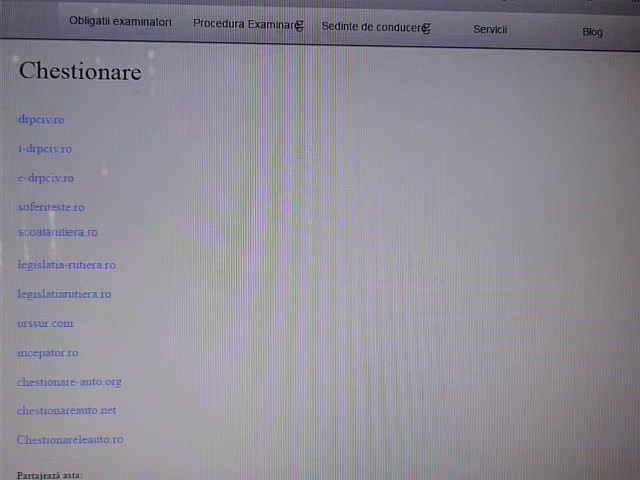 Obligatii examinatori Procedura Examinare Sedinte de conducere Servicii Blog
Chestionare
drpciv.ro
i-drpciv.ro
e-drpciv.ro
soferiteste.ro
scoalarutiera.ro
legislatia-rutiera.ro
legislatiarutiera.ro
urssur.com
incepator.ro
chestionare-auto.org
chestionareauto.net
Chestionareleauto.ro
Partajează asta: